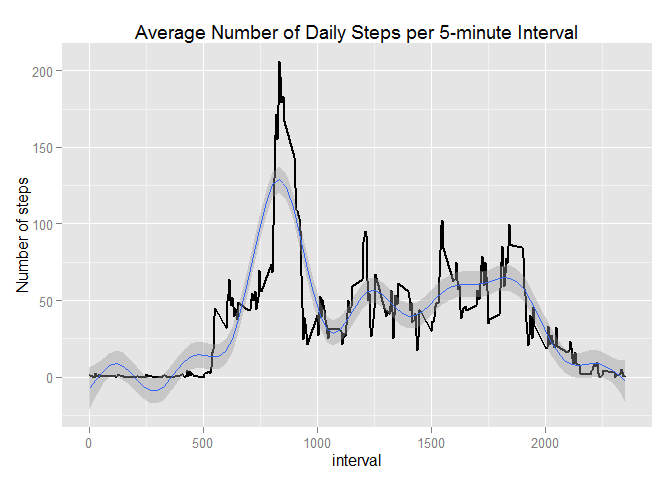 Average Number of Daily Steps per 5-minute Interval
Number of steps
200
150
100
50
0
0 500 1000 1500 2000
interval